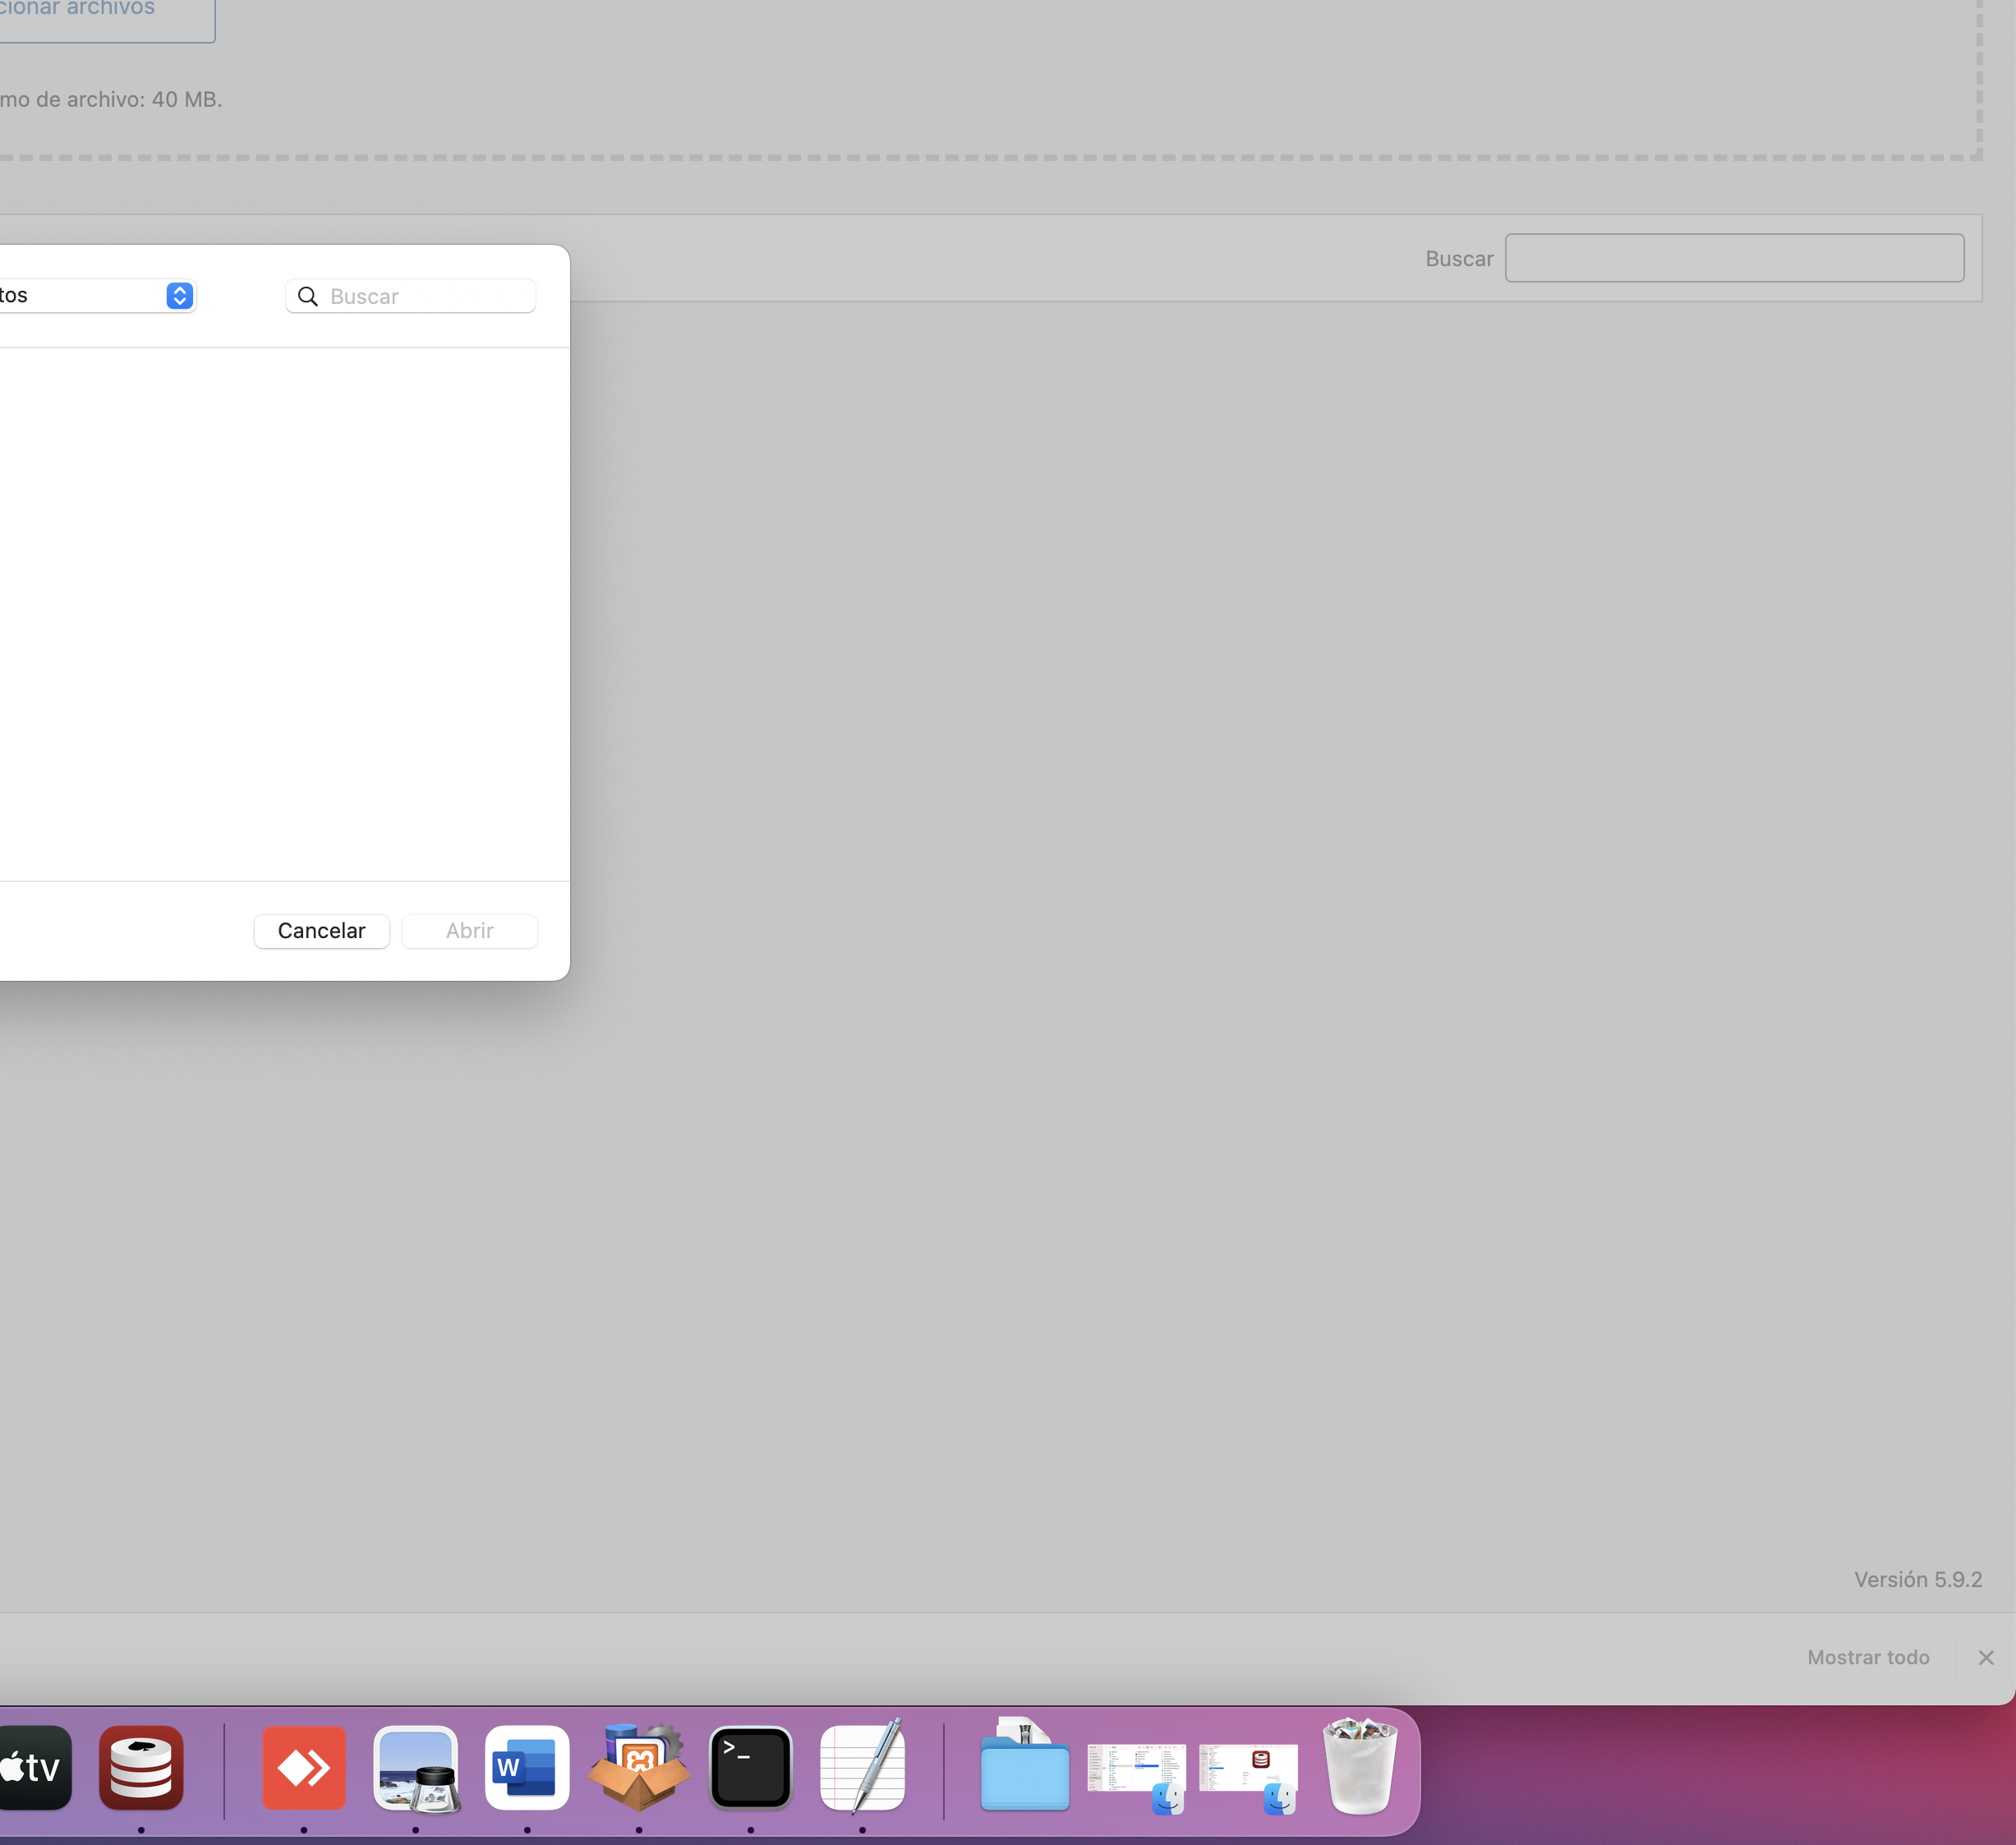 cionar archivos
mo de archivo: 40 MB.
Buscar
tos
Buscar
Cancelar
Abrir
Versión 5.9.2
Mostrar todo
tv
W
>_